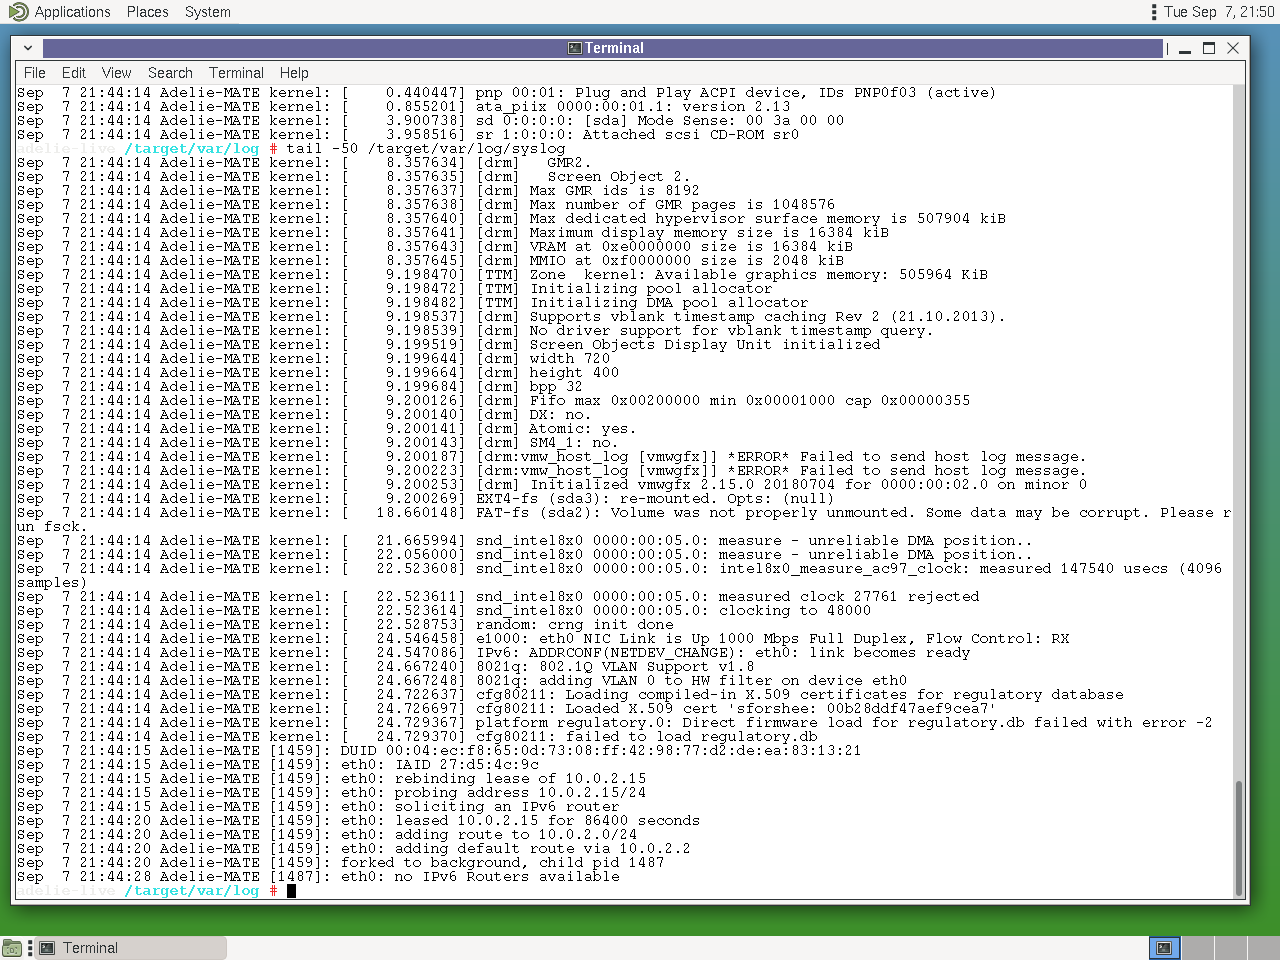 Applications Places System Tue Sep 7, 21:50
Terminal
File Edit View Search Terminal Help
Sep  7 21:44:14 Adelie-MATE kernel: [    0.440447] pnp 00:01: Plug and Play ACPI device, IDs PNP0f03 (active)
Sep  7 21:44:14 Adelie-MATE kernel: [    0.855201] ata_piix 0000:00:01.1: version 2.13
Sep  7 21:44:14 Adelie-MATE kernel: [    3.900738] sd 0:0:0:0: [sda] Mode Sense: 00 3a 00 00
Sep  7 21:44:14 Adelie-MATE kernel: [    3.958516] sr 1:0:0:0: Attached scsi CD-ROM sr0
adelie-live /target/var/log # tail -50 /target/var/log/syslog
Sep  7 21:44:14 Adelie-MATE kernel: [    8.357634] [drm]   GMR2.
Sep  7 21:44:14 Adelie-MATE kernel: [    8.357635] [drm]   Screen Object 2.
Sep  7 21:44:14 Adelie-MATE kernel: [    8.357637] [drm] Max GMR ids is 8192
Sep  7 21:44:14 Adelie-MATE kernel: [    8.357638] [drm] Max number of GMR pages is 1048576
Sep  7 21:44:14 Adelie-MATE kernel: [    8.357640] [drm] Max dedicated hypervisor surface memory is 507904 kiB
Sep  7 21:44:14 Adelie-MATE kernel: [    8.357641] [drm] Maximum display memory size is 16384 kiB
Sep  7 21:44:14 Adelie-MATE kernel: [    8.357643] [drm] VRAM at 0xe0000000 size is 16384 kiB
Sep  7 21:44:14 Adelie-MATE kernel: [    8.357645] [drm] MMIO at 0xf0000000 size is 2048 kiB
Sep  7 21:44:14 Adelie-MATE kernel: [    9.198470] [TTM] Zone  kernel: Available graphics memory: 505964 KiB
Sep  7 21:44:14 Adelie-MATE kernel: [    9.198472] [TTM] Initializing pool allocator
Sep  7 21:44:14 Adelie-MATE kernel: [    9.198482] [TTM] Initializing DMA pool allocator
Sep  7 21:44:14 Adelie-MATE kernel: [    9.198537] [drm] Supports vblank timestamp caching Rev 2 (21.10.2013).
Sep  7 21:44:14 Adelie-MATE kernel: [    9.198539] [drm] No driver support for vblank timestamp query.
Sep  7 21:44:14 Adelie-MATE kernel: [    9.199519] [drm] Screen Objects Display Unit initialized
Sep  7 21:44:14 Adelie-MATE kernel: [    9.199644] [drm] width 720
Sep  7 21:44:14 Adelie-MATE kernel: [    9.199664] [drm] height 400
Sep  7 21:44:14 Adelie-MATE kernel: [    9.199684] [drm] bpp 32
Sep  7 21:44:14 Adelie-MATE kernel: [    9.200126] [drm] Fifo max 0x00200000 min 0x00001000 cap 0x00000355
Sep  7 21:44:14 Adelie-MATE kernel: [    9.200140] [drm] DX: no.
Sep  7 21:44:14 Adelie-MATE kernel: [    9.200141] [drm] Atomic: yes.
Sep  7 21:44:14 Adelie-MATE kernel: [    9.200143] [drm] SM4_1: no.
Sep  7 21:44:14 Adelie-MATE kernel: [    9.200187] [drm:vmw_host_log [vmwgfx]] *ERROR* Failed to send host log message.
Sep  7 21:44:14 Adelie-MATE kernel: [    9.200223] [drm:vmw_host_log [vmwgfx]] *ERROR* Failed to send host log message.
Sep  7 21:44:14 Adelie-MATE kernel: [    9.200253] [drm] Initialized vmwgfx 2.15.0 20180704 for 0000:00:02.0 on minor 0
Sep  7 21:44:14 Adelie-MATE kernel: [    9.200269] EXT4-fs (sda3): re-mounted. Opts: (null)
Sep  7 21:44:14 Adelie-MATE kernel: [   18.660148] FAT-fs (sda2): Volume was not properly unmounted. Some data may be corrupt. Please r
un fsck.
Sep  7 21:44:14 Adelie-MATE kernel: [   21.665994] snd_intel8x0 0000:00:05.0: measure - unreliable DMA position..
Sep  7 21:44:14 Adelie-MATE kernel: [   22.056000] snd_intel8x0 0000:00:05.0: measure - unreliable DMA position..
Sep  7 21:44:14 Adelie-MATE kernel: [   22.523608] snd_intel8x0 0000:00:05.0: intel8x0_measure_ac97_clock: measured 147540 usecs (4096
samples)
Sep  7 21:44:14 Adelie-MATE kernel: [   22.523611] snd_intel8x0 0000:00:05.0: measured clock 27761 rejected
Sep  7 21:44:14 Adelie-MATE kernel: [   22.523614] snd_intel8x0 0000:00:05.0: clocking to 48000
Sep  7 21:44:14 Adelie-MATE kernel: [   22.528753] random: crng init done
Sep  7 21:44:14 Adelie-MATE kernel: [   24.546458] e1000: eth0 NIC Link is Up 1000 Mbps Full Duplex, Flow Control: RX
Sep  7 21:44:14 Adelie-MATE kernel: [   24.547086] IPv6: ADDRCONF(NETDEV_CHANGE): eth0: link becomes ready
Sep  7 21:44:14 Adelie-MATE kernel: [   24.667240] 8021q: 802.1Q VLAN Support v1.8
Sep  7 21:44:14 Adelie-MATE kernel: [   24.667248] 8021q: adding VLAN 0 to HW filter on device eth0
Sep  7 21:44:14 Adelie-MATE kernel: [   24.722637] cfg80211: Loading compiled-in X.509 certificates for regulatory database
Sep  7 21:44:14 Adelie-MATE kernel: [   24.726697] cfg80211: Loaded X.509 cert 'sforshee: 00b28ddf47aef9cea7'
Sep  7 21:44:14 Adelie-MATE kernel: [   24.729367] platform regulatory.0: Direct firmware load for regulatory.db failed with error -2
Sep  7 21:44:14 Adelie-MATE kernel: [   24.729370] cfg80211: failed to load regulatory.db
Sep  7 21:44:15 Adelie-MATE [1459]: DUID 00:04:ec:f8:65:0d:73:08:ff:42:98:77:d2:de:ea:83:13:21
Sep  7 21:44:15 Adelie-MATE [1459]: eth0: IAID 27:d5:4c:9c
Sep  7 21:44:15 Adelie-MATE [1459]: eth0: rebinding lease of 10.0.2.15
Sep  7 21:44:15 Adelie-MATE [1459]: eth0: probing address 10.0.2.15/24
Sep  7 21:44:15 Adelie-MATE [1459]: eth0: soliciting an IPv6 router
Sep  7 21:44:20 Adelie-MATE [1459]: eth0: leased 10.0.2.15 for 86400 seconds
Sep  7 21:44:20 Adelie-MATE [1459]: eth0: adding route to 10.0.2.0/24
Sep  7 21:44:20 Adelie-MATE [1459]: eth0: adding default route via 10.0.2.2
Sep  7 21:44:20 Adelie-MATE [1459]: forked to background, child pid 1487
Sep  7 21:44:28 Adelie-MATE [1487]: eth0: no IPv6 Routers available
adelie-live /target/var/log #
Terminal